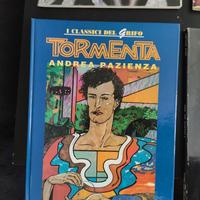 I CLASSICI DEL GRIFO
TORMENTA
ANDREA PAZIENZA